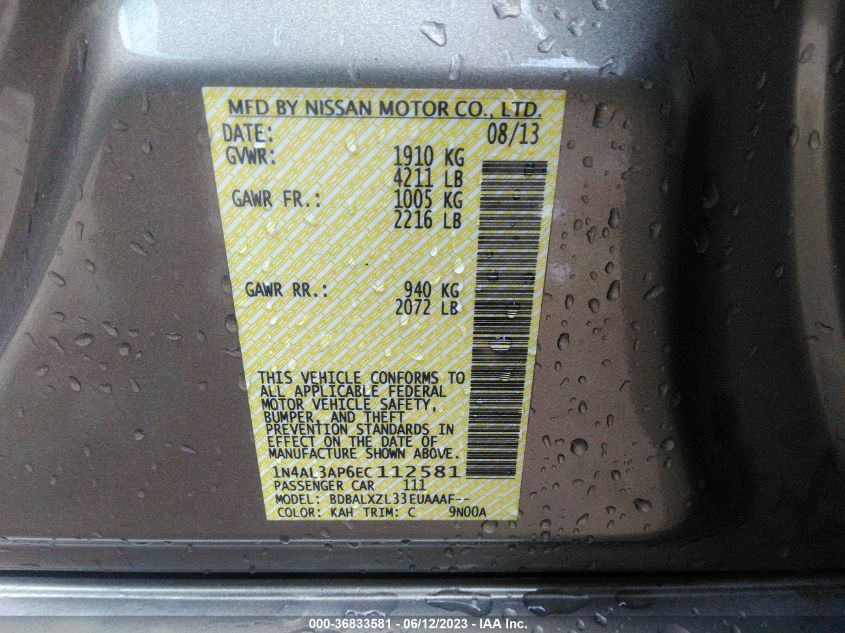 MFD BY NISSAN MOTOR CO., LTD.
DATE: 08/13
GVWR: 1910 KG
4211 LB
GAWR FR.: 1005 KG
2216 LB
GAWR RR.: 940 KG
2072 LB
THIS VEHICLE CONFORMS TO
ALL APPLICABLE FEDERAL
MOTOR VEHICLE SAFETY,
BUMPER, AND THEFT
PREVENTION STANDARDS IN
EFFECT ON THE DATE OF
MANUFACTURE SHOWN ABOVE.
1N4AL3AP6EC112581
PASSENGER CAR 111
MODEL: BDBALXZL33EUAAAF--
COLOR: KAH TRIM: C 9N00A
000-36833581 - 06/12/2023 - IAA Inc.